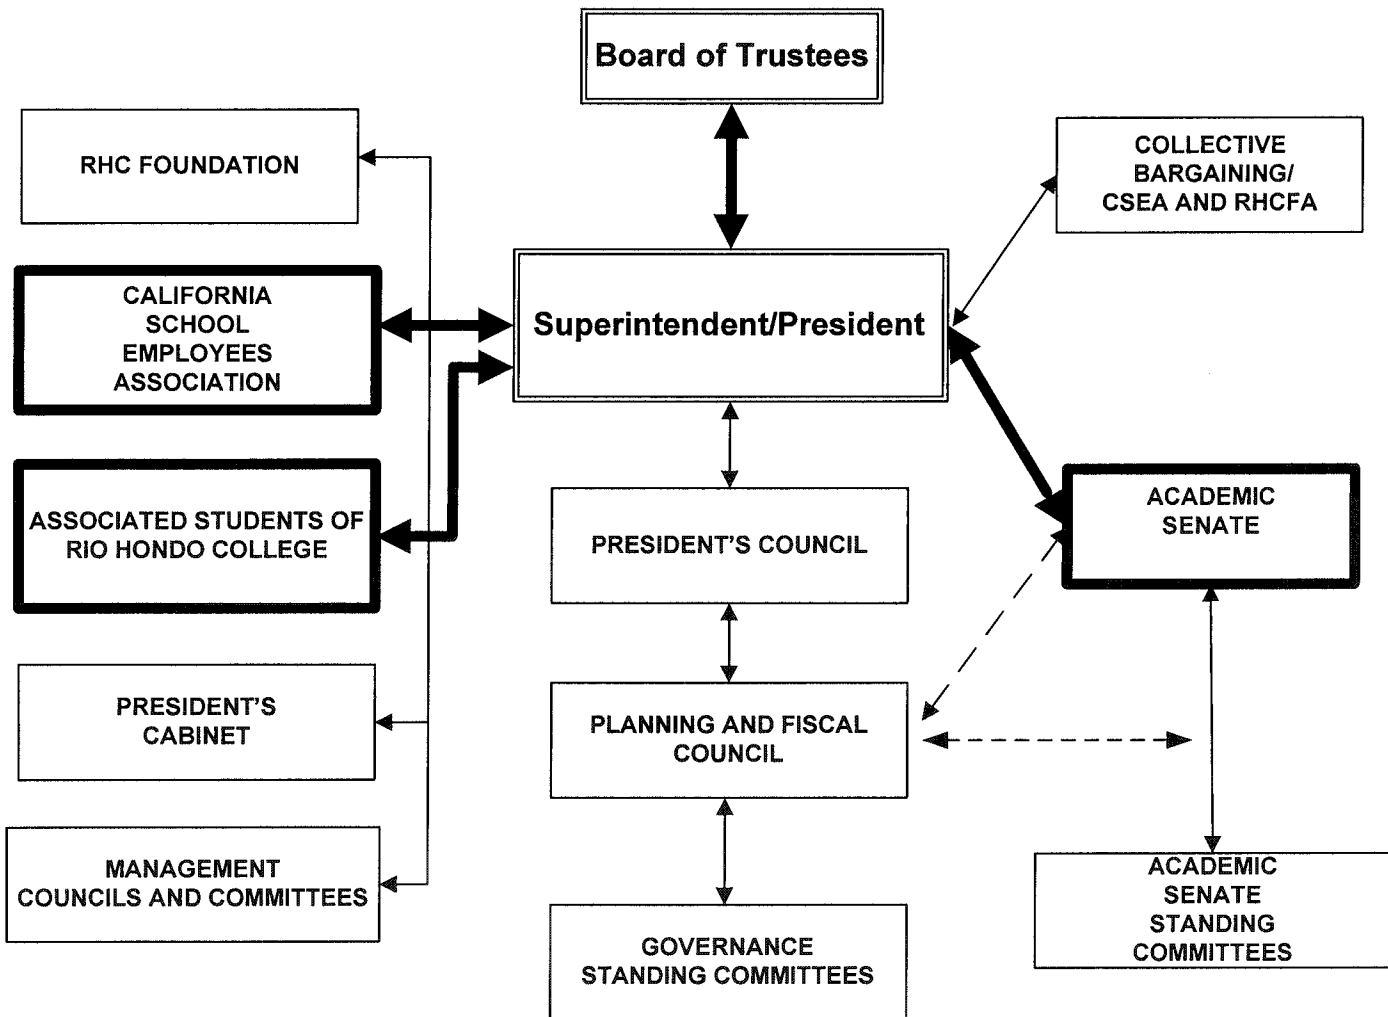 Board of Trustees
RHC FOUNDATION
COLLECTIVE
BARGAINING/
CSEA AND RHCFA
CALIFORNIA
SCHOOL
EMPLOYEES
ASSOCIATION
Superintendent/President
ASSOCIATED STUDENTS OF
RIO HONDO COLLEGE
PRESIDENT'S COUNCIL
ACADEMIC
SENATE
PRESIDENT'S
CABINET
PLANNING AND FISCAL
COUNCIL
MANAGEMENT
COUNCILS AND COMMITTEES
GOVERNANCE
STANDING COMMITTEES
ACADEMIC
SENATE
STANDING
COMMITTEES